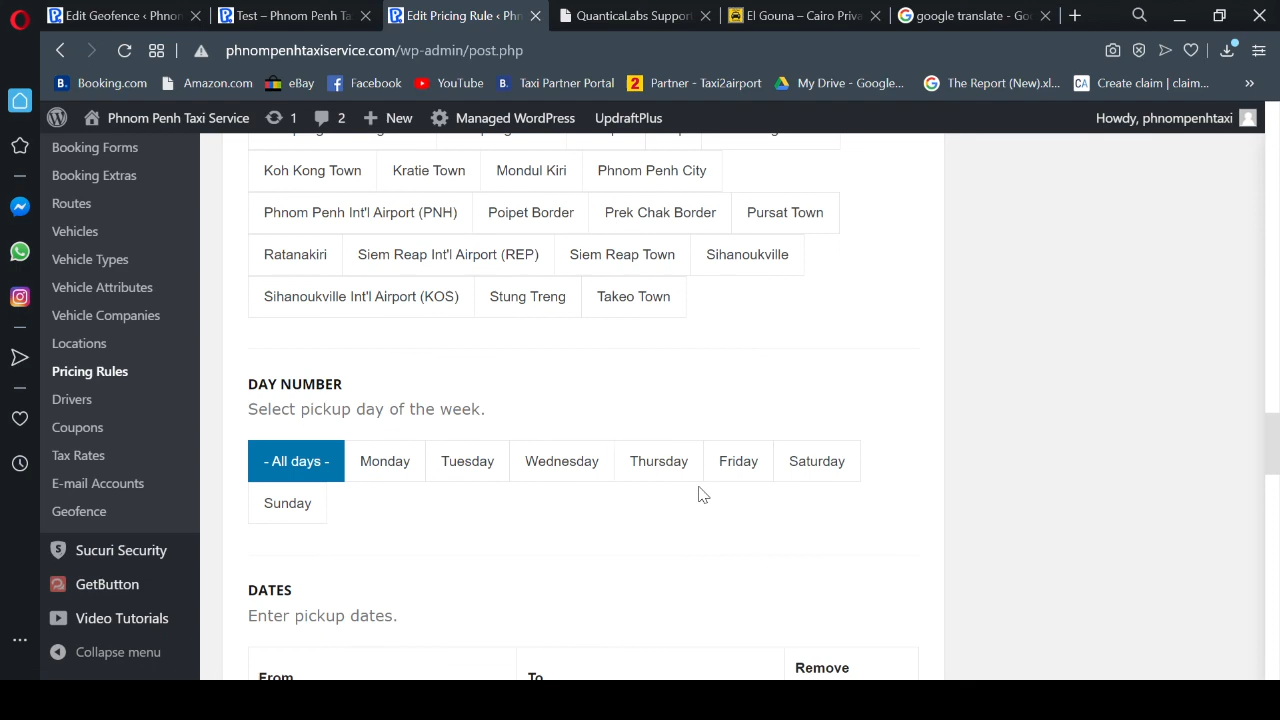 Edit Geofence ‹ Phnom
Test – Phnom Penh Ta
Edit Pricing Rule ‹ Phn
QuanticaLabs Support
El Gouna – Cairo Priva
google translate - Go
phnompenhtaxiservice.com/wp-admin/post.php
B. Booking.com
Amazon.com
eBay
Facebook
YouTube
B. Taxi Partner Portal
2 Partner - Taxi2airport
My Drive - Google...
The Report (New).xl...
CA Create claim | claim...
»
Phnom Penh Taxi Service
1
2
New
Managed WordPress
UpdraftPlus
Howdy, phnompenhtaxi
Booking Forms
Booking Extras
Routes
Vehicles
Vehicle Types
Vehicle Attributes
Vehicle Companies
Locations
Pricing Rules
Drivers
Coupons
Tax Rates
E-mail Accounts
Geofence
Sucuri Security
GetButton
Video Tutorials
Collapse menu
Koh Kong Town
Kratie Town
Mondul Kiri
Phnom Penh City
Phnom Penh Int'l Airport (PNH)
Poipet Border
Prek Chak Border
Pursat Town
Ratanakiri
Siem Reap Int'l Airport (REP)
Siem Reap Town
Sihanoukville
Sihanoukville Int'l Airport (KOS)
Stung Treng
Takeo Town
DAY NUMBER
Select pickup day of the week.
- All days -
Monday
Tuesday
Wednesday
Thursday
Friday
Saturday
Sunday
DATES
Enter pickup dates.
From
To
Remove